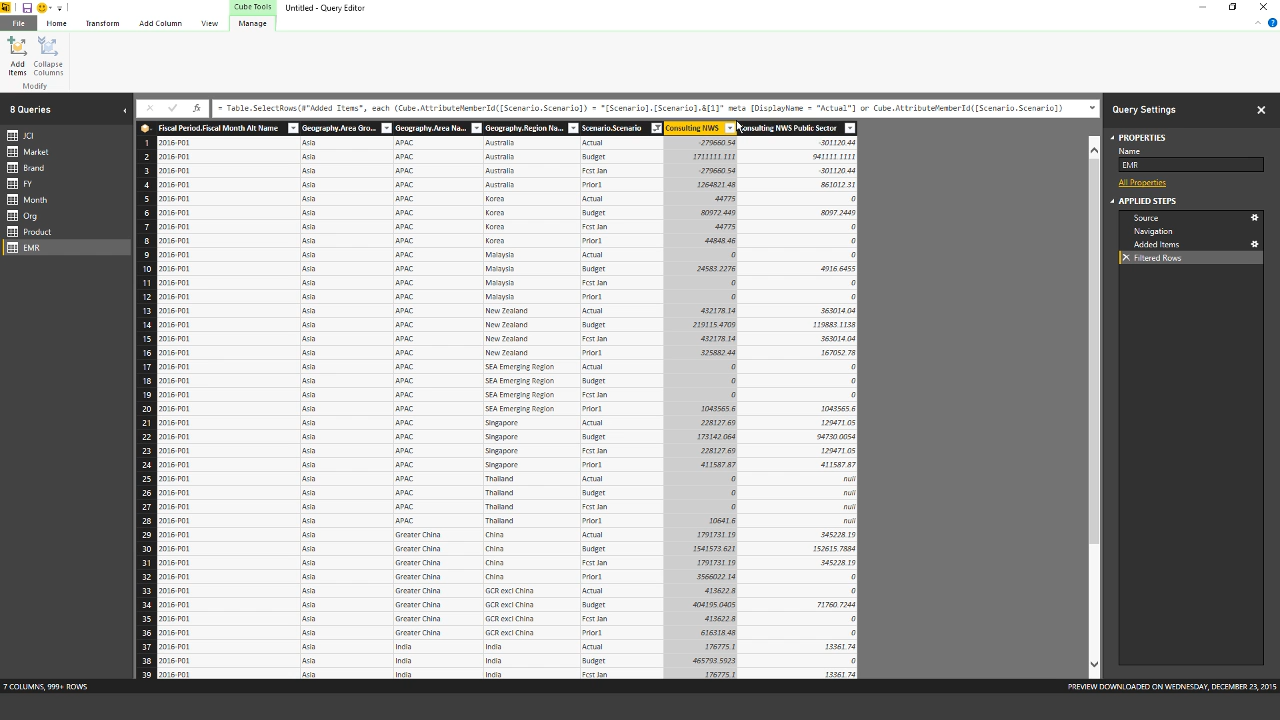 Cube Tools
Untitled - Query Editor
File Home Transform Add Column View Manage
Add Items
Collapse Columns
Modify
8 Queries
JCI
Market
Brand
FY
Month
Org
Product
EMR
fx
= Table.SelectRows(#"Added Items", each (Cube.AttributeMemberId([Scenario.Scenario]) = "[Scenario].[Scenario].&[1]" meta [DisplayName = "Actual"] or Cube.AttributeMemberId([Scenario.Scenario])
Fiscal Period.Fiscal Month Alt Name Geography.Area Gro... Geography.Area Na... Geography.Region Na... Scenario.Scenario Consulting NWS onsulting NWS Public Sector
1 2016-P01 Asia APAC Australia Actual -279660.54 -301120.44
2 2016-P01 Asia APAC Australia Budget 1711111.111 941111.1111
3 2016-P01 Asia APAC Australia Fcst Jan -279660.54 -301120.44
4 2016-P01 Asia APAC Australia Prior1 1264821.48 861012.31
5 2016-P01 Asia APAC Korea Actual 44775 0
6 2016-P01 Asia APAC Korea Budget 80972.449 8097.2449
7 2016-P01 Asia APAC Korea Fcst Jan 44775 0
8 2016-P01 Asia APAC Korea Prior1 44848.46 0
9 2016-P01 Asia APAC Malaysia Actual 0 0
10 2016-P01 Asia APAC Malaysia Budget 24583.2276 4916.6455
11 2016-P01 Asia APAC Malaysia Fcst Jan 0 0
12 2016-P01 Asia APAC Malaysia Prior1 0 0
13 2016-P01 Asia APAC New Zealand Actual 432178.14 363014.04
14 2016-P01 Asia APAC New Zealand Budget 219115.4709 119883.1138
15 2016-P01 Asia APAC New Zealand Fcst Jan 432178.14 363014.04
16 2016-P01 Asia APAC New Zealand Prior1 325882.44 167052.78
17 2016-P01 Asia APAC SEA Emerging Region Actual 0 0
18 2016-P01 Asia APAC SEA Emerging Region Budget 0 0
19 2016-P01 Asia APAC SEA Emerging Region Fcst Jan 0 0
20 2016-P01 Asia APAC SEA Emerging Region Prior1 1043565.6 1043565.6
21 2016-P01 Asia APAC Singapore Actual 228127.69 129471.05
22 2016-P01 Asia APAC Singapore Budget 173142.064 94730.0054
23 2016-P01 Asia APAC Singapore Fcst Jan 228127.69 129471.05
24 2016-P01 Asia APAC Singapore Prior1 411587.87 411587.87
25 2016-P01 Asia APAC Thailand Actual 0 null
26 2016-P01 Asia APAC Thailand Budget 0 null
27 2016-P01 Asia APAC Thailand Fcst Jan 0 null
28 2016-P01 Asia APAC Thailand Prior1 10641.6 null
29 2016-P01 Asia Greater China China Actual 1791731.19 345228.19
30 2016-P01 Asia Greater China China Budget 1541573.621 152615.7884
31 2016-P01 Asia Greater China China Fcst Jan 1791731.19 345228.19
32 2016-P01 Asia Greater China China Prior1 3566022.14 0
33 2016-P01 Asia Greater China GCR excl China Actual 413622.8 0
34 2016-P01 Asia Greater China GCR excl China Budget 404195.0405 71760.7244
35 2016-P01 Asia Greater China GCR excl China Fcst Jan 413622.8 0
36 2016-P01 Asia Greater China GCR excl China Prior1 616318.48 0
37 2016-P01 Asia India India Actual 176775.1 13361.74
38 2016-P01 Asia India India Budget 465793.5923 0
39 2016-P01 Asia India India Fcst Jan 176775.1 13361.74
Query Settings
PROPERTIES
Name
EMR
All Properties
APPLIED STEPS
Source
Navigation
Added Items
Filtered Rows
7 COLUMNS, 999+ ROWS
PREVIEW DOWNLOADED ON WEDNESDAY, DECEMBER 23, 2015